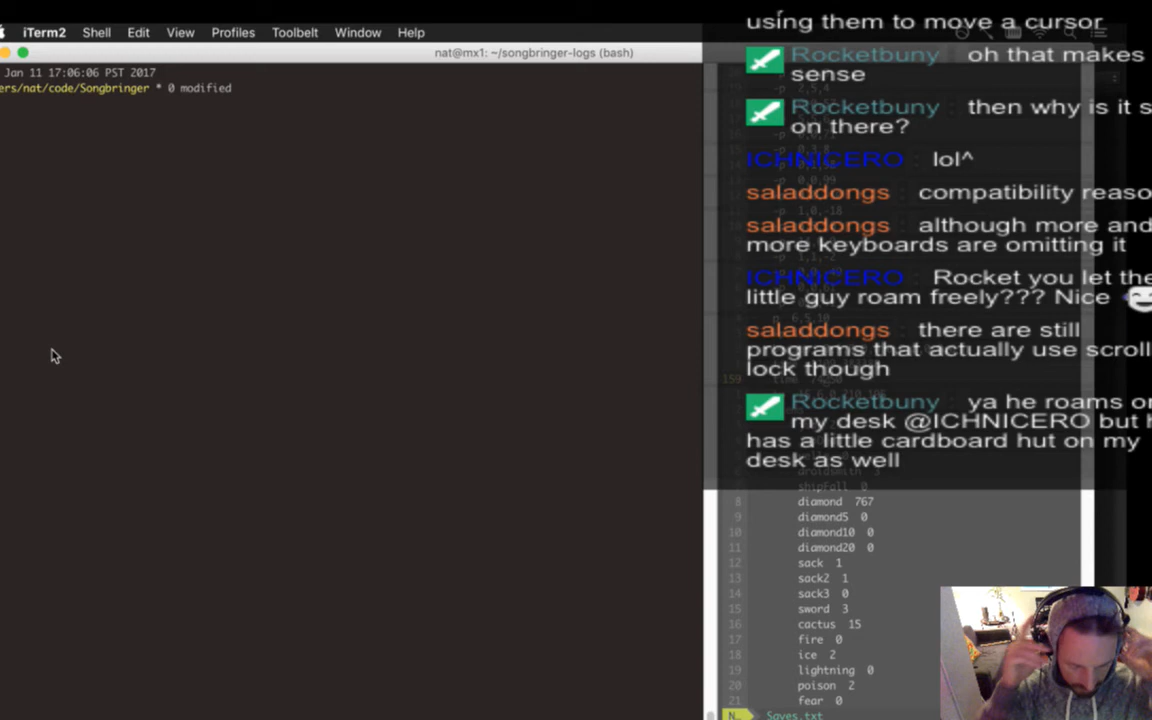 iTerm2 Shell Edit View Profiles Toolbelt Window Help
nat@mx1: ~/songbringer-logs (bash)
Jan 11 17:06:06 PST 2017
ers/nat/code/Songbringer * 0 modified
using them to move a cursor
Rocketbuny oh that makes
sense
Rocketbuny then why is it s
on there?
ICHNICERO : lol^
saladdongs : compatibility reaso
saladdongs : although more and
more keyboards are omitting it
ICHNICERO : Rocket you let the
little guy roam freely??? Nice
saladdongs : there are still
programs that actually use scroll
lock though
Rocketbuny ya he roams on
my desk @ICHNICERO but h
has a little cardboard hut on my
desk as well
shipFall 0
8 diamond 767
9 diamond5 0
10 diamond10 0
11 diamond20 0
12 sack 1
13 sack2 1
14 sack3 0
15 sword 3
16 cactus 15
17 fire 0
18 ice 2
19 lightning 0
20 poison 2
21 fear 0
N… Saves.txt